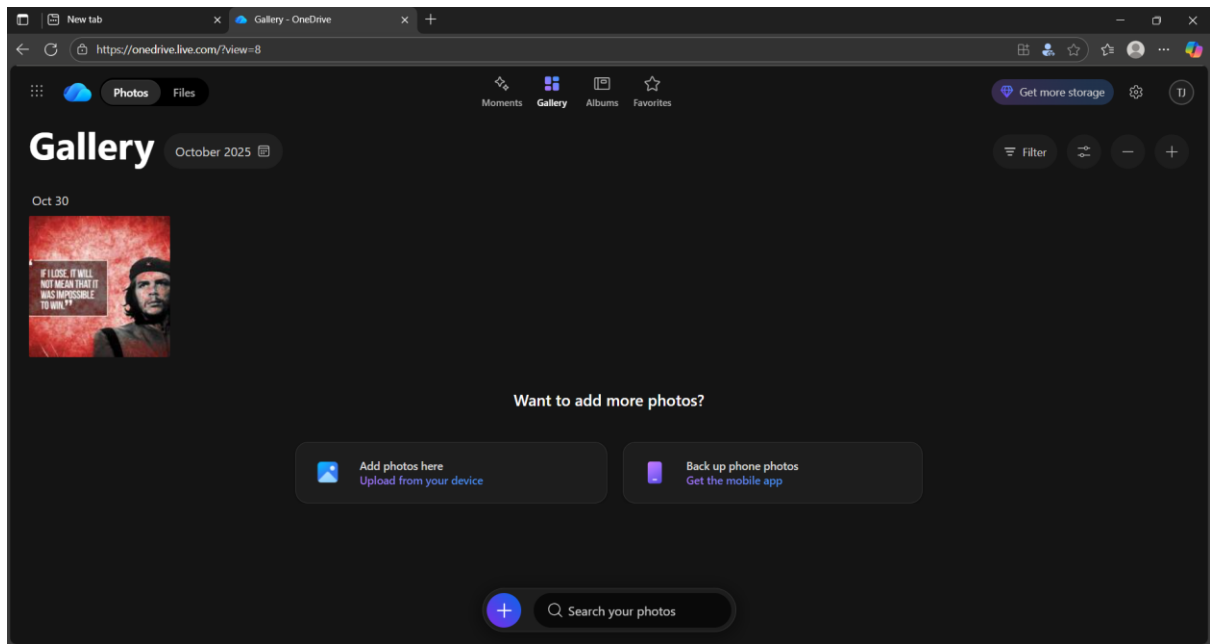 New tab
Gallery - OneDrive
https://onedrive.live.com/?view=8
Photos Files
Moments Gallery Albums Favorites
Get more storage
TJ
Gallery
October 2025
Filter
Oct 30
IF I LOSE, IT WILL
NOT MEAN THAT IT
WAS IMPOSSIBLE
TO WIN.”
Want to add more photos?
Add photos here
Upload from your device
Back up phone photos
Get the mobile app
Search your photos